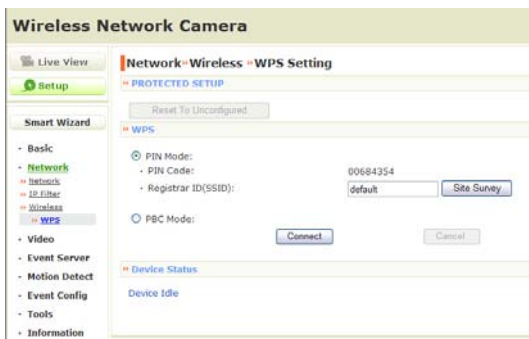 Wireless Network Camera
Live View
Setup
Smart Wizard
- Basic
- Network
» Network
» IP Filter
» Wireless
» WPS
- Video
- Event Server
- Motion Detect
- Event Config
- Tools
- Information
Network» Wireless »WPS Setting
» PROTECTED SETUP
Reset To Unconfigured
» WPS
PIN Mode:
- PIN Code: 00684354
- Registrar ID(SSID): default Site Survey
PBC Mode:
Connect Cancel
» Device Status
Device Idle